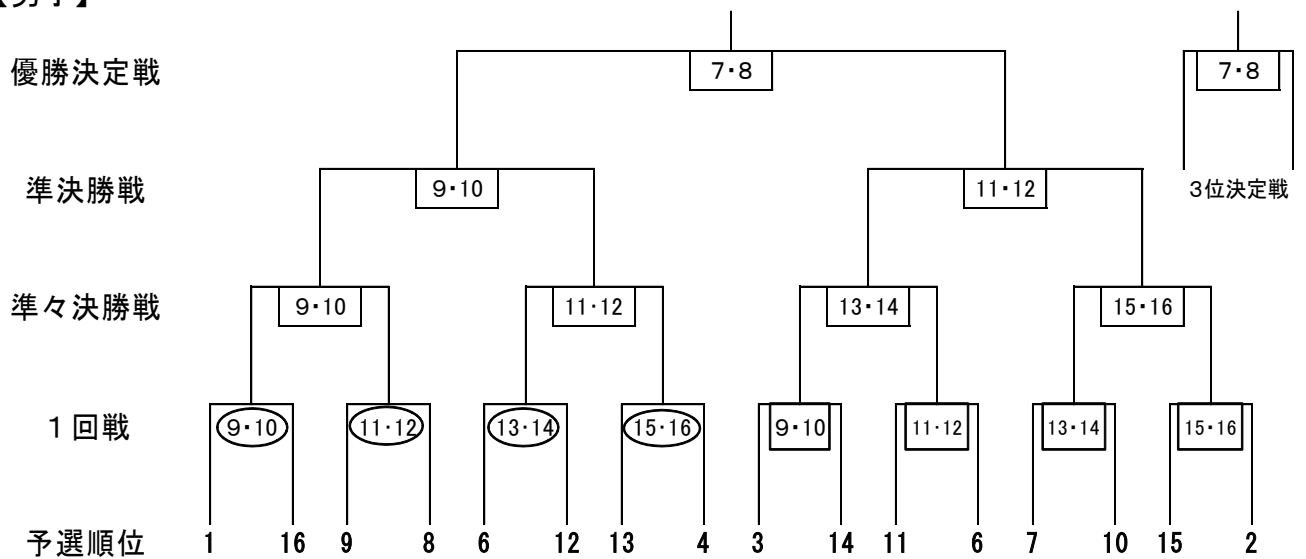 【男子】
優勝決定戦 7・8 7・8
準決勝戦 9・10 11・12 3位決定戦
準々決勝戦 9・10 11・12 13・14 15・16
1回戦 9・10 11・12 13・14 15・16 9・10 11・12 13・14 15・16
予選順位 1 16 9 8 6 12 13 4 3 14 11 6 7 10 15 2